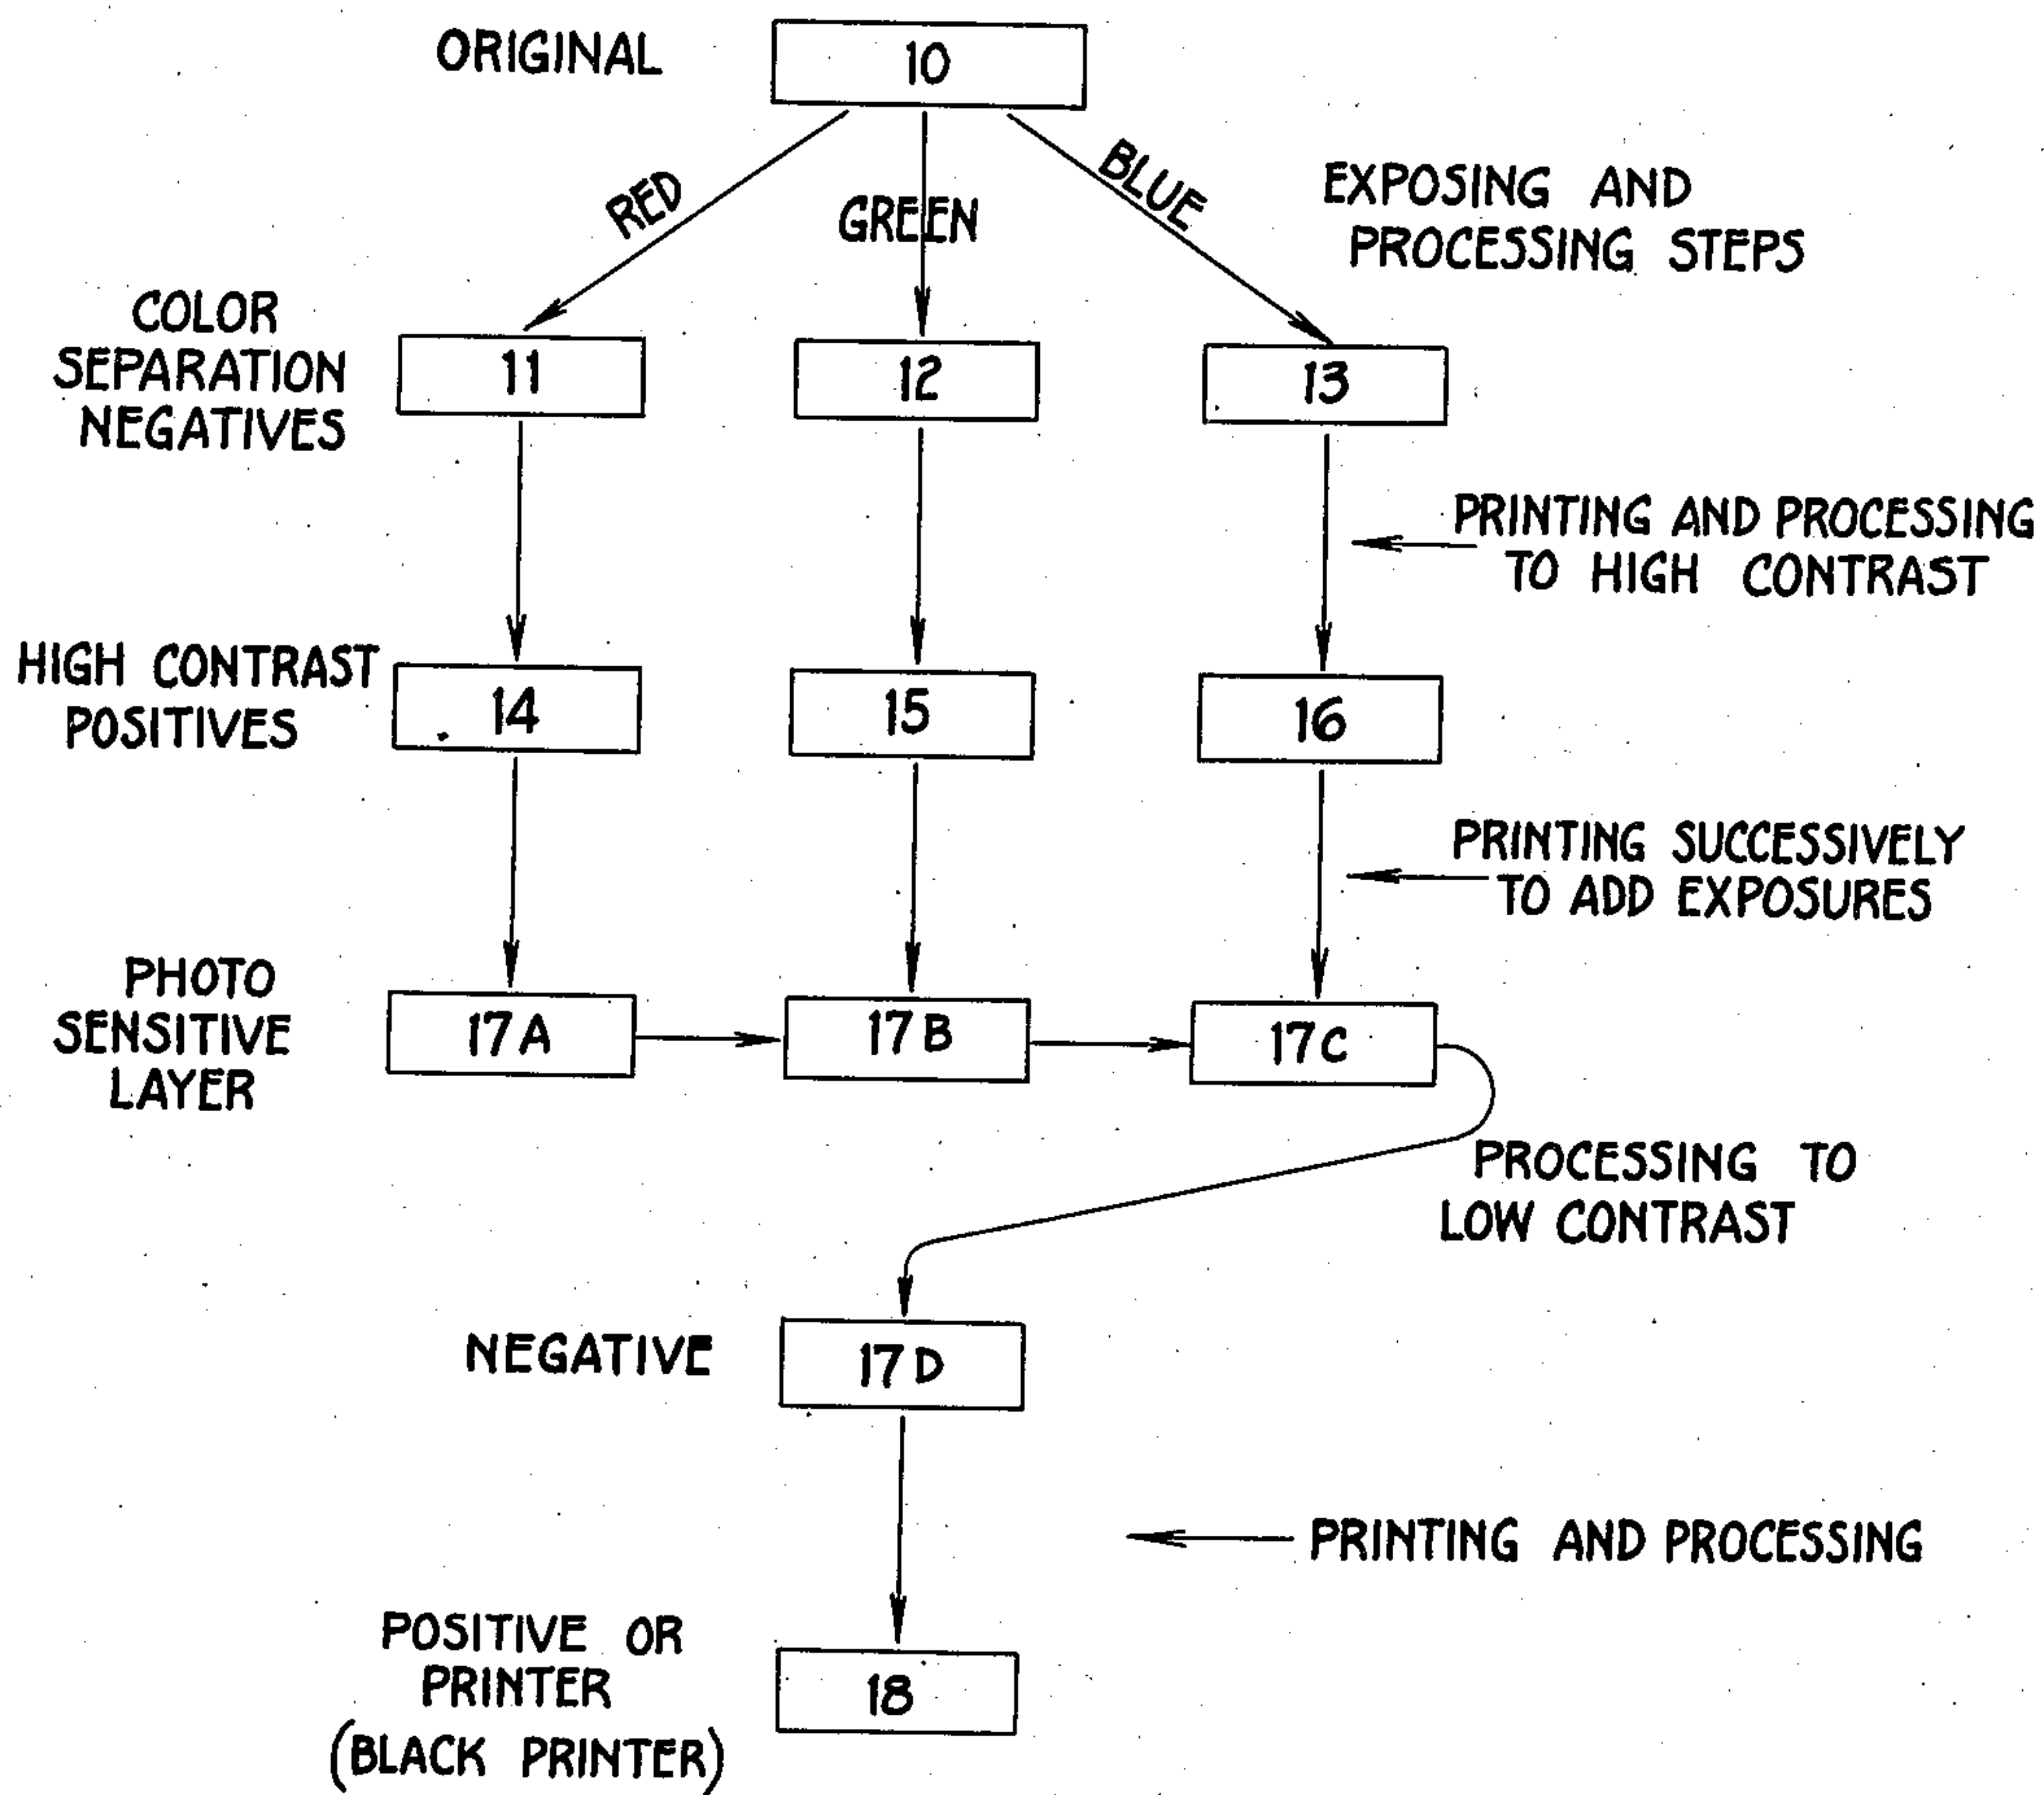 ORIGINAL
10
RED
GREEN
BLUE
EXPOSING AND
PROCESSING STEPS
COLOR
SEPARATION
NEGATIVES
11
12
13
PRINTING AND PROCESSING
TO HIGH CONTRAST
HIGH CONTRAST
POSITIVES
14
15
16
PRINTING SUCCESSIVELY
TO ADD EXPOSURES
PHOTO
SENSITIVE
LAYER
17A
17B
17C
PROCESSING TO
LOW CONTRAST
NEGATIVE
17D
PRINTING AND PROCESSING
POSITIVE OR
PRINTER
(BLACK PRINTER)
18